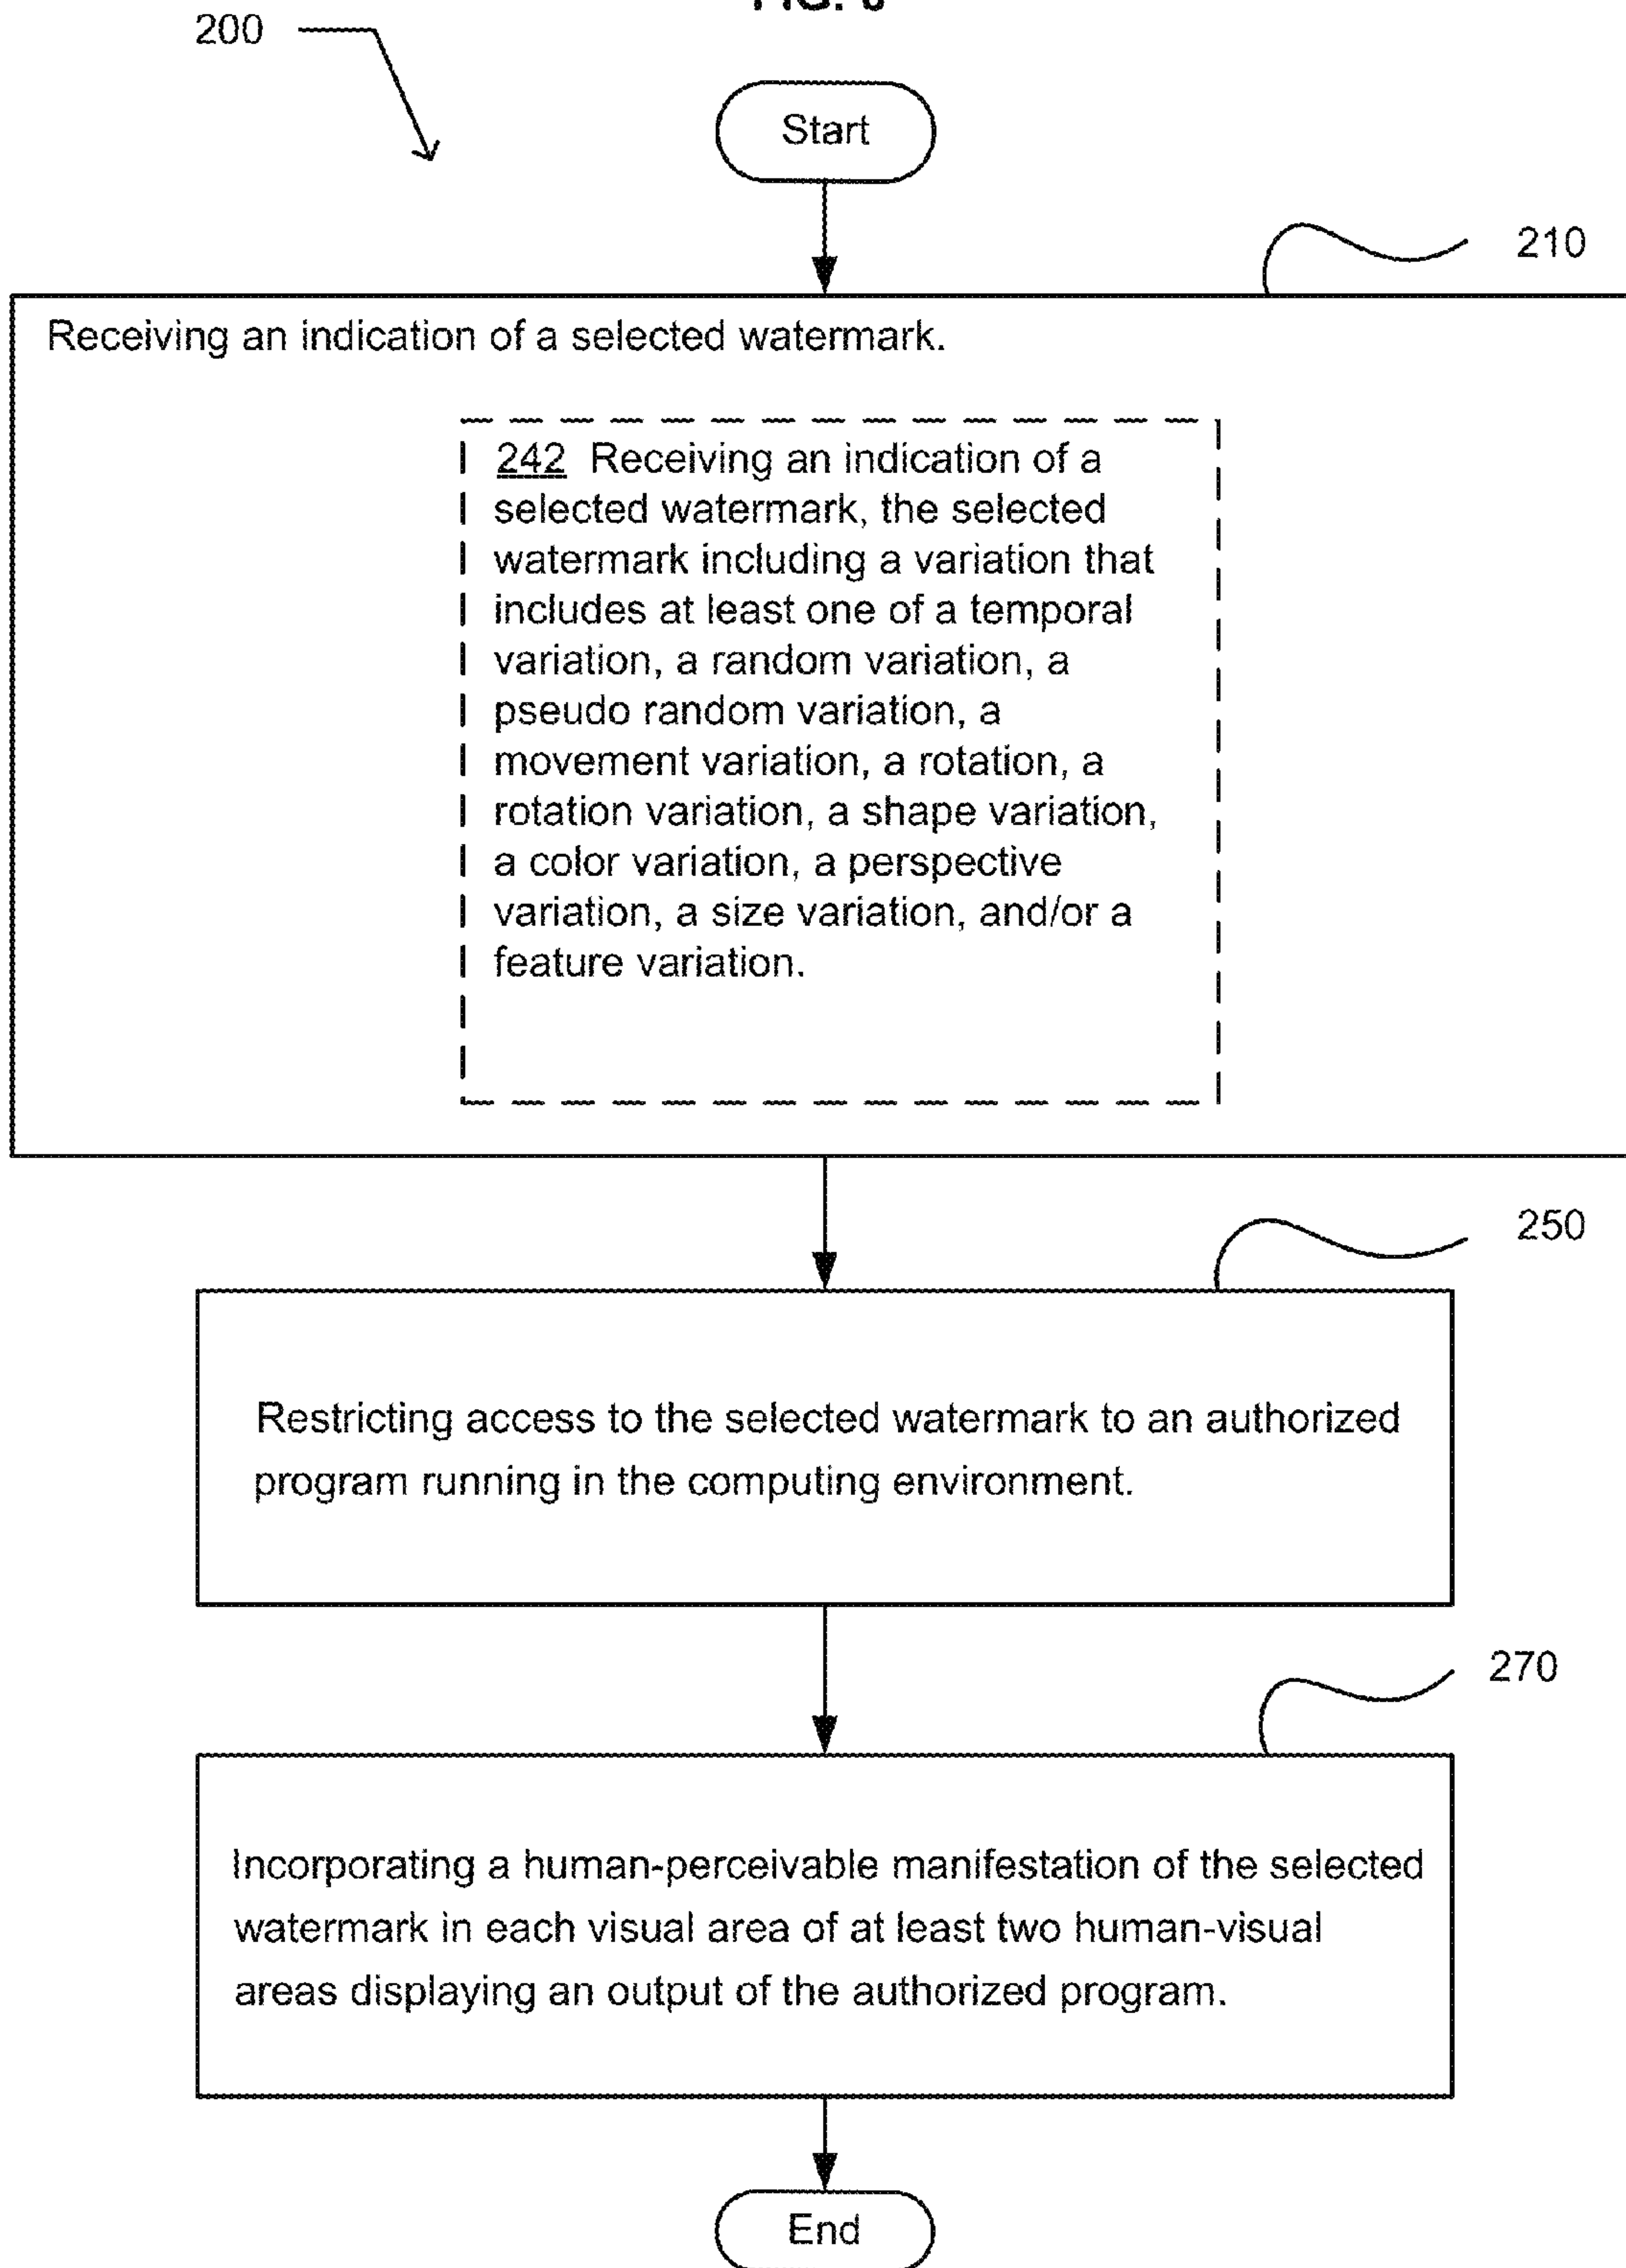 200
Start
210
Receiving an indication of a selected watermark.
242 Receiving an indication of a
selected watermark, the selected
watermark including a variation that
includes at least one of a temporal
variation, a random variation, a
pseudo random variation, a
movement variation, a rotation, a
rotation variation, a shape variation,
a color variation, a perspective
variation, a size variation, and/or a
feature variation.
250
Restricting access to the selected watermark to an authorized
program running in the computing environment.
270
Incorporating a human-perceivable manifestation of the selected
watermark in each visual area of at least two human-visual
areas displaying an output of the authorized program.
End